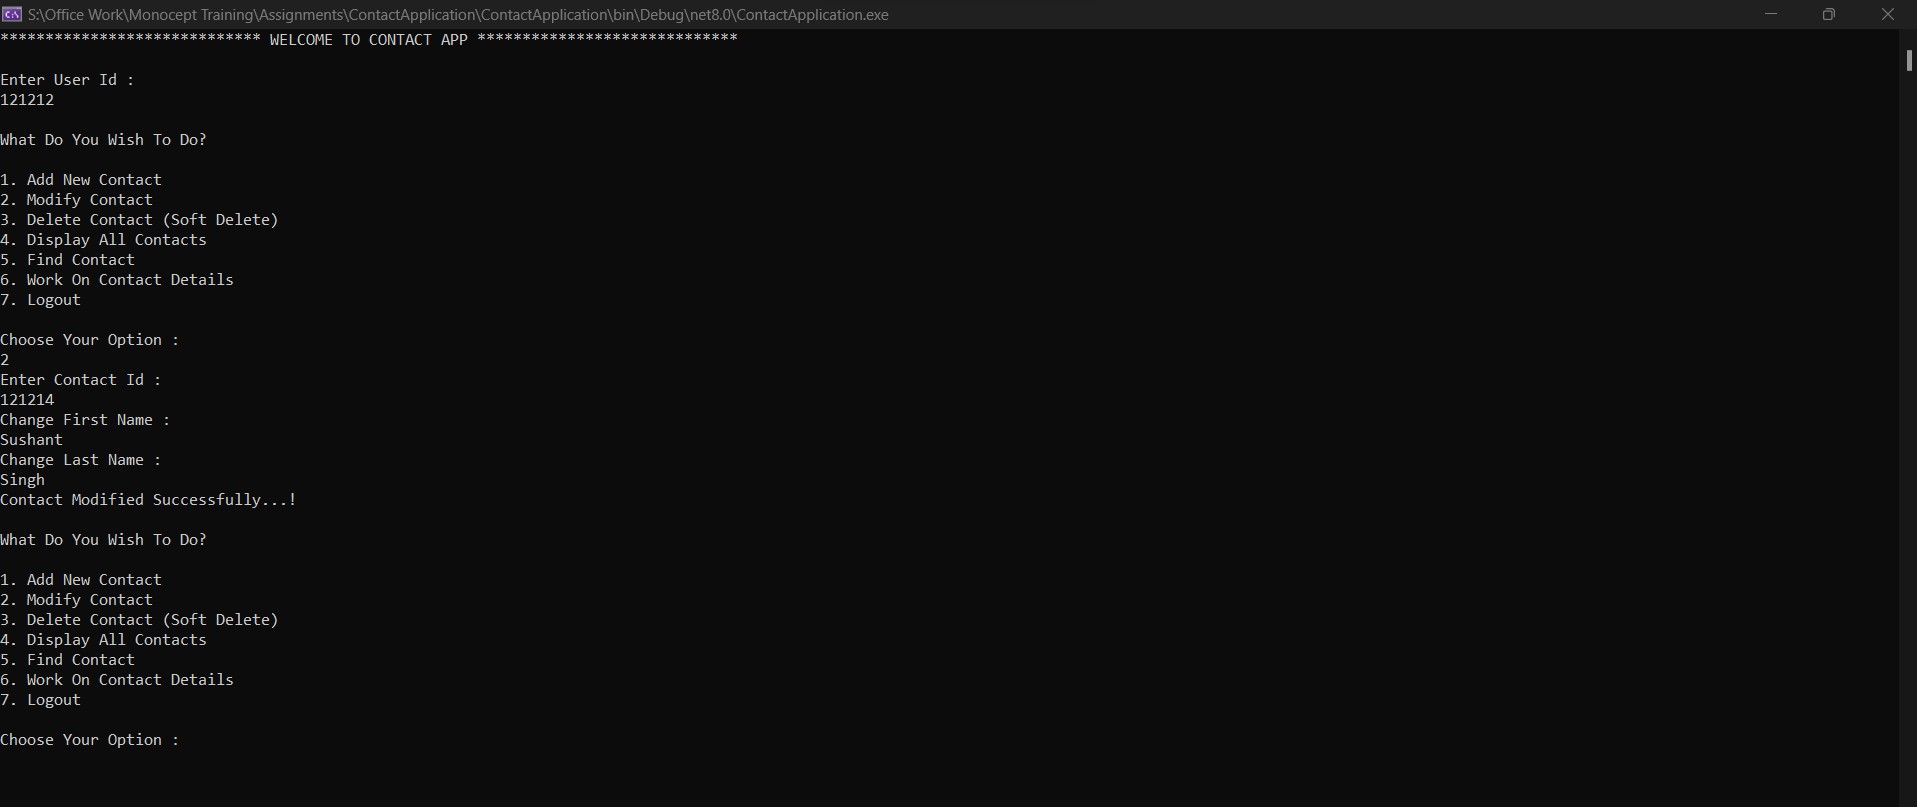 S:\Office Work\Monocept Training\Assignments\ContactApplication\ContactApplication\bin\Debug\net8.0\ContactApplication.exe
***************************** WELCOME TO CONTACT APP *****************************
Enter User Id :
121212
What Do You Wish To Do?
1. Add New Contact
2. Modify Contact
3. Delete Contact (Soft Delete)
4. Display All Contacts
5. Find Contact
6. Work On Contact Details
7. Logout
Choose Your Option :
2
Enter Contact Id :
121214
Change First Name :
Sushant
Change Last Name :
Singh
Contact Modified Successfully...!
What Do You Wish To Do?
1. Add New Contact
2. Modify Contact
3. Delete Contact (Soft Delete)
4. Display All Contacts
5. Find Contact
6. Work On Contact Details
7. Logout
Choose Your Option :